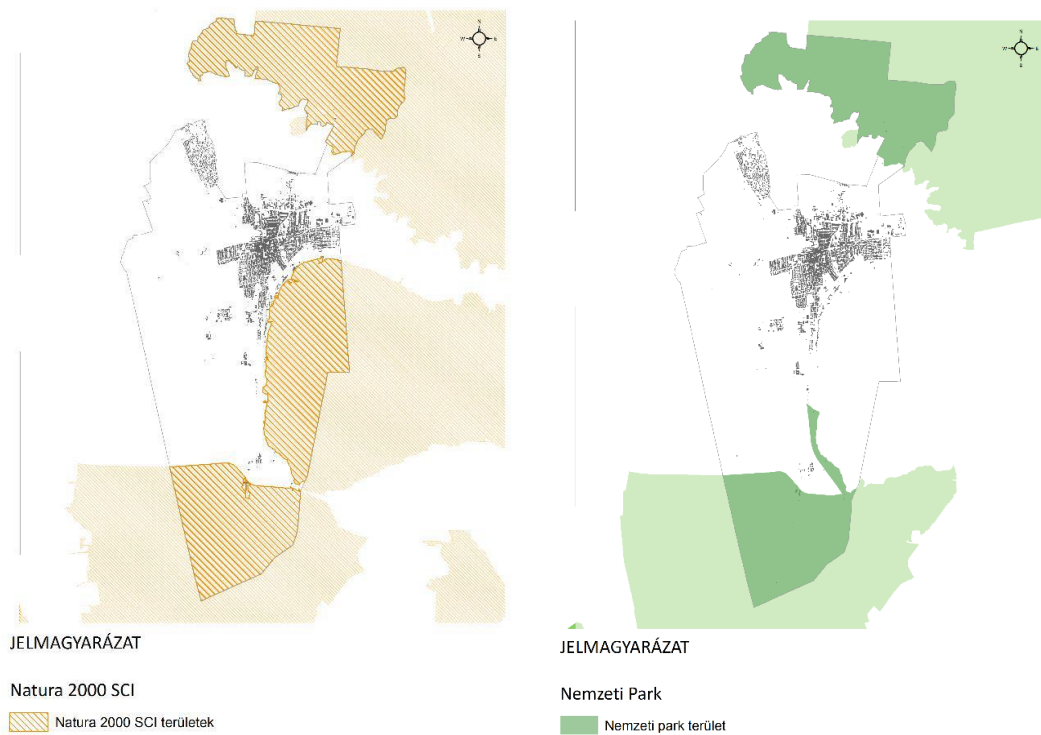 N
W E
S
JELMAGYARÁZAT
Natura 2000 SCI
Natura 2000 SCI területek
N
W E
S
JELMAGYARÁZAT
Nemzeti Park
Nemzeti park terület